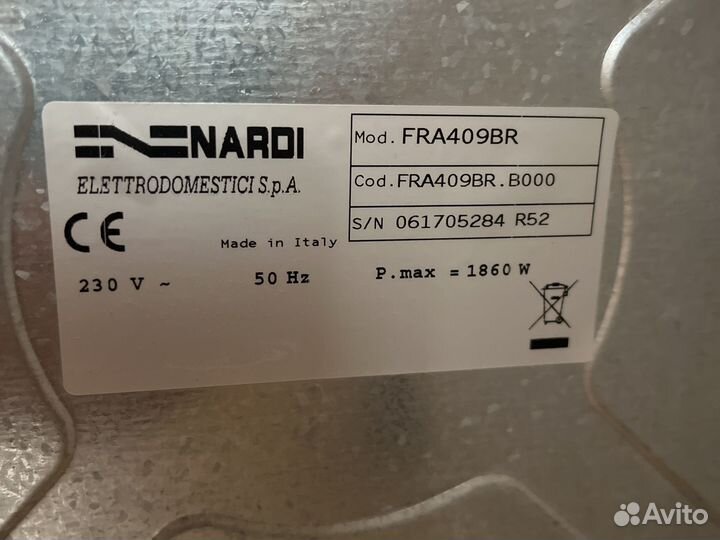 NARDI
ELETTRODOMESTICI S.p.A.
Mod. FRA409BR
Cod. FRA409BR.B000
S/N 061705284 R52
CE
Made in Italy
230 V ~ 50 Hz P.max = 1860 W
Avito